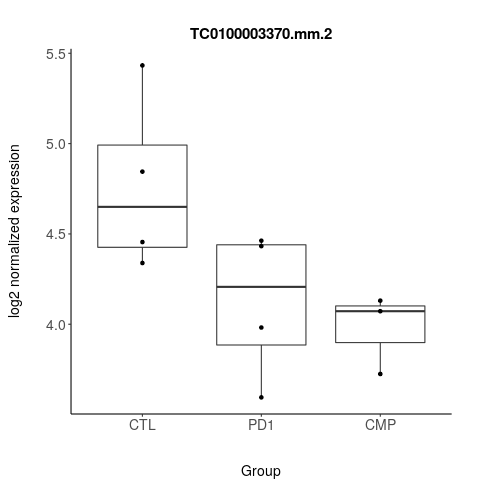 TC0100003370.mm.2
5.5
5.0
4.5
4.0
log2 normalized expression
CTL
PD1
CMP
Group